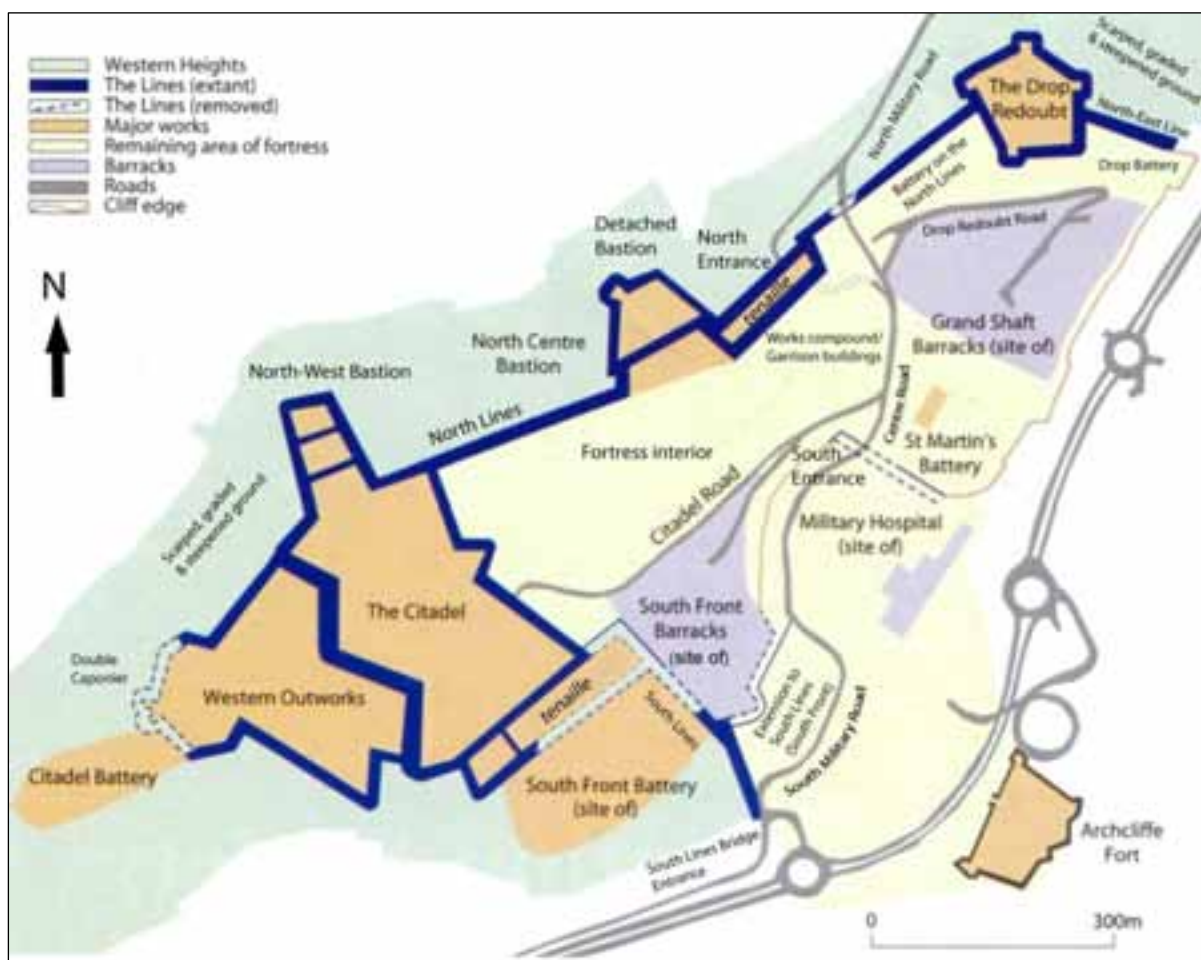 Western Heights
The Lines (extant)
The Lines (removed)
Major works
Remaining area of fortress
Barracks
Roads
Cliff edge
N
Scarped, graded
& steepened ground
The Drop
Redoubt
North-East Line
North Military Road
Battery on the
North Lines
Drop Battery
Drop Redoubt Road
Detached
Bastion
North
Entrance
tenaille
Works compound/
Garrison buildings
Grand Shaft
Barracks (site of)
North Centre
Bastion
North-West Bastion
North Lines
Centre Road
St Martin's
Battery
Fortress interior
South
Entrance
Citadel Road
Military Hospital
(site of)
Scarped, graded
& steepened ground
The Citadel
South Front
Barracks
(site of)
Double
Caponier
Western Outworks
tenaille
South Lines
Extension to
South Lines
(South Front)
South Military Road
Citadel Battery
South Front Battery
(site of)
South Lines Bridge
Entrance
Archcliffe
Fort
0
300m